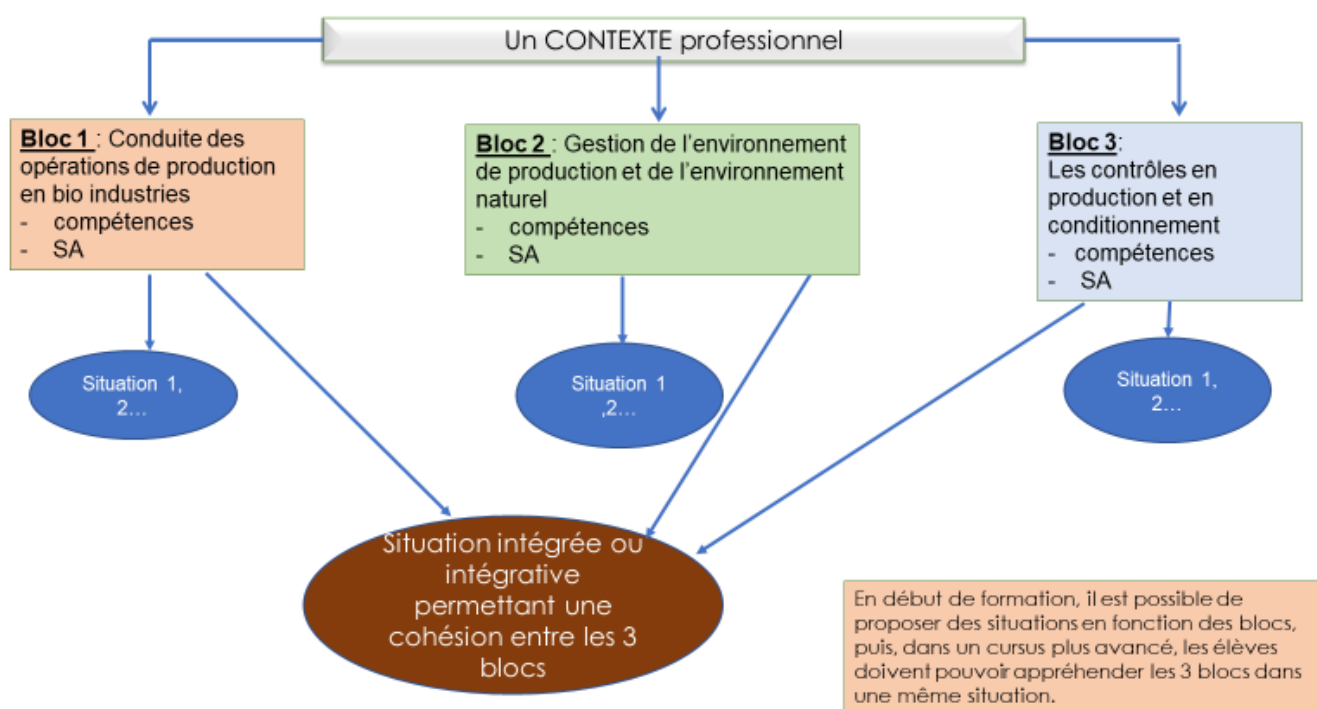 Un CONTEXTE professionnel
Bloc 1 : Conduite des
opérations de production
en bio industries
- compétences
- SA
Bloc 2 : Gestion de l'environnement
de production et de l'environnement
naturel
- compétences
- SA
Bloc 3:
Les contrôles en
production et en
conditionnement
- compétences
- SA
Situation 1,
2...
Situation 1
,2...
Situation 1,
2...
Situation intégrée ou
intégrative
permettant une
cohésion entre les 3
blocs
En début de formation, il est possible de
proposer des situations en fonction des blocs,
puis, dans un cursus plus avancé, les élèves
doivent pouvoir appréhender les 3 blocs dans
une même situation.